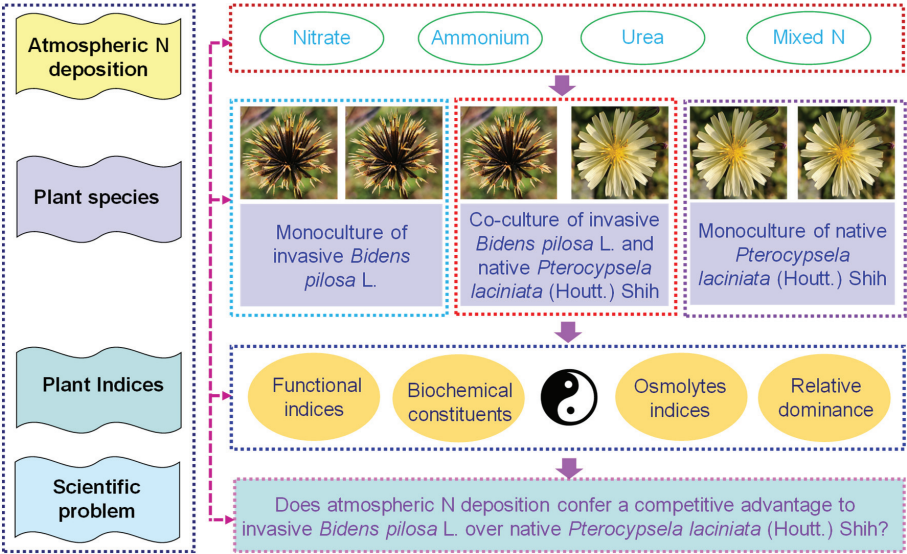 Atmospheric N
deposition
Nitrate
Ammonium
Urea
Mixed N
Plant species
Monoculture of
invasive Bidens
pilosa L.
Co-culture of invasive
Bidens pilosa L. and
native Pterocypsela
laciniata (Houtt.) Shih
Monoculture of native
Pterocypsela
laciniata (Houtt.) Shih
Plant Indices
Functional
indices
Biochemical
constituents
Osmolytes
indices
Relative
dominance
Scientific
problem
Does atmospheric N deposition confer a competitive advantage to
invasive Bidens pilosa L. over native Pterocypsela laciniata (Houtt.) Shih?